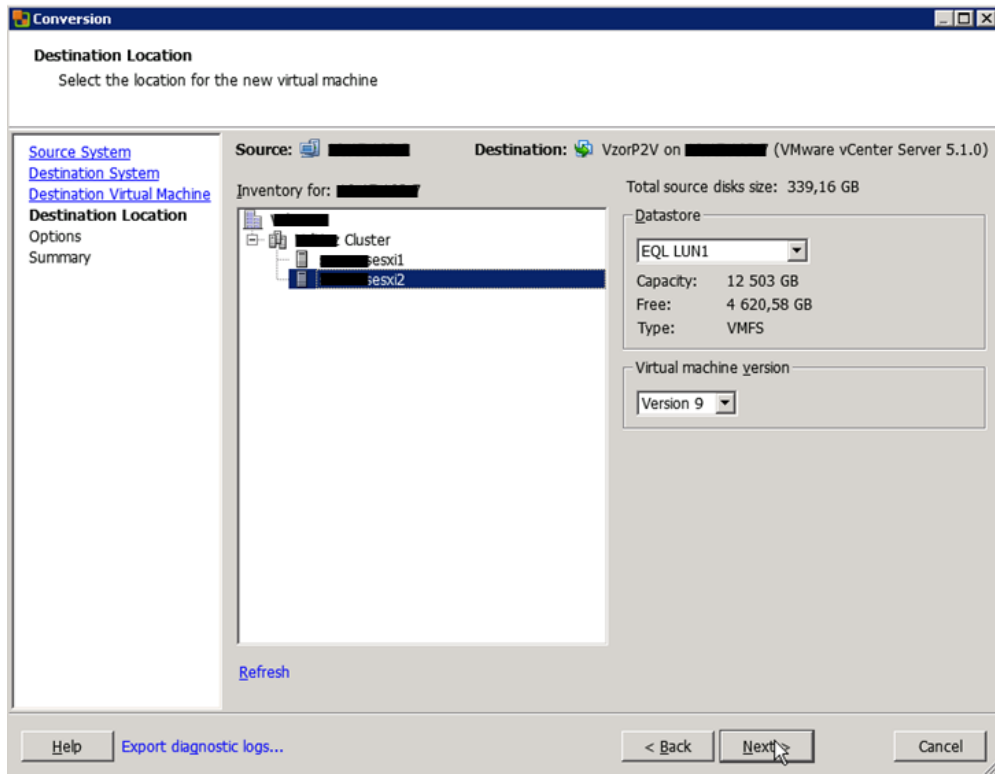 Conversion
Destination Location
Select the location for the new virtual machine
Source System
Destination System
Destination Virtual Machine
Destination Location
Options
Summary
Source:
Destination: VzorP2V on (VMware vCenter Server 5.1.0)
Inventory for:
Cluster
sesxi1
sesxi2
Refresh
Total source disks size: 339,16 GB
Datastore
EQL LUN1
Capacity: 12 503 GB
Free: 4 620,58 GB
Type: VMFS
Virtual machine version
Version 9
Help
Export diagnostic logs...
< Back
Next >
Cancel